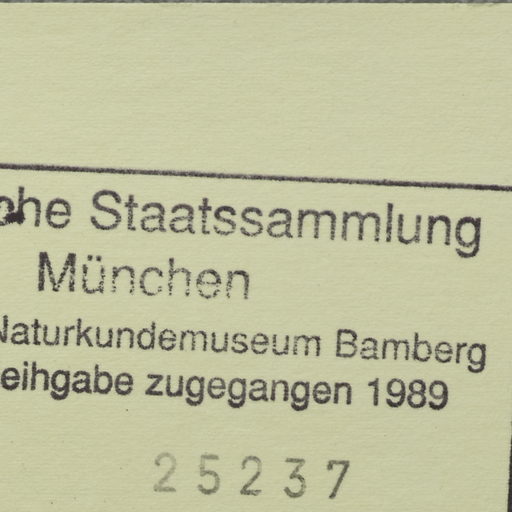 che Staatssammlung
München
Naturkundemuseum Bamberg
eihgabe zugegangen 1989
25237